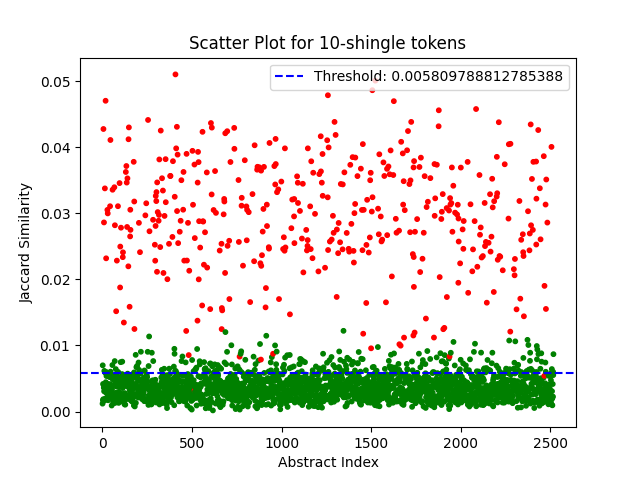 Scatter Plot for 10-shingle tokens
Threshold: 0.005809788812785388
0.05
0.04
0.03
0.02
0.01
0.00
Jaccard Similarity
0 500 1000 1500 2000 2500
Abstract Index